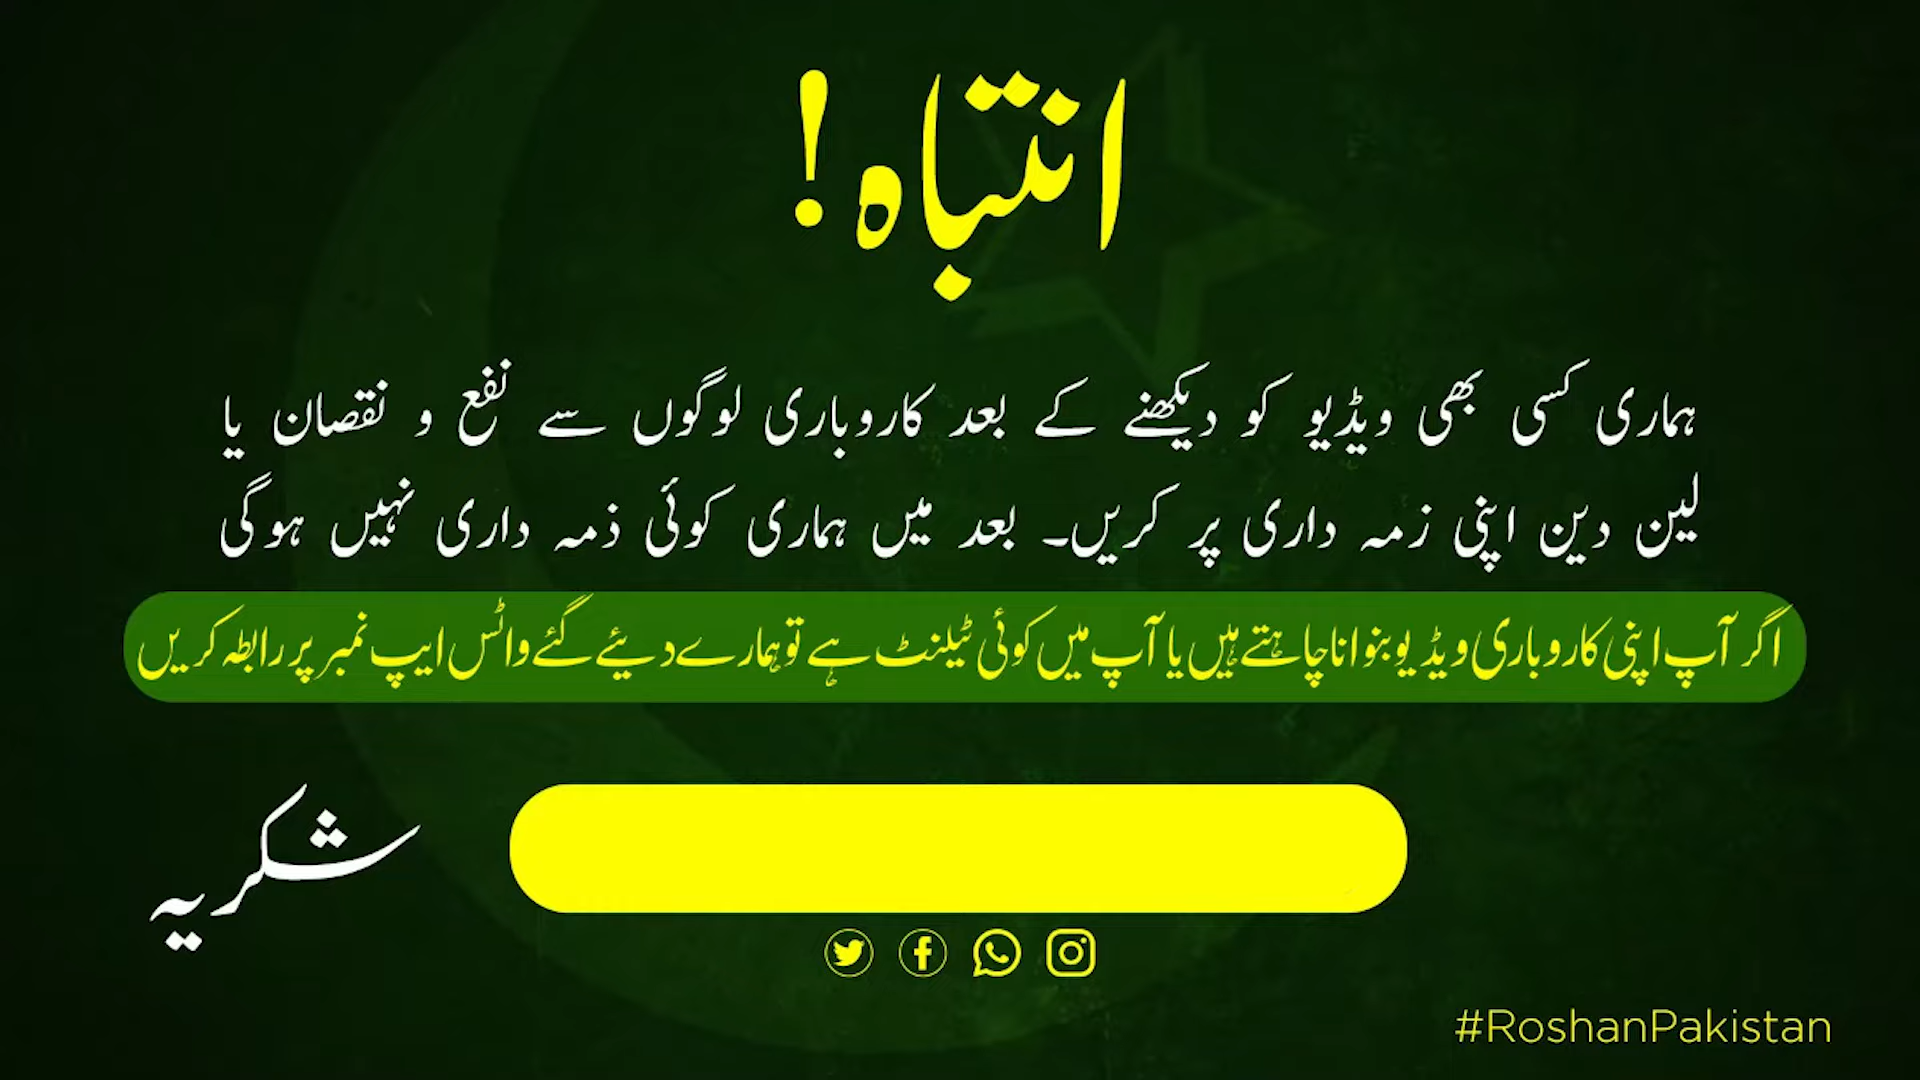 انتباہ!
ہماری کسی بھی ویڈیو کو دیکھنے کے بعد کاروباری لوگوں سے نفع و نقصان یا
لین دین اپنی زمہ داری پر کریں۔ بعد میں ہماری کوئی ذمہ داری نہیں ہوگی
اگر آپ اپنی کاروباری ویڈیو بنوانا چاہتے ہیں یا آپ میں کوئی ٹیلنٹ ہے تو ہمارے دیئے گئے واٹس ایپ نمبر پر رابطہ کریں
شکریہ
#RoshanPakistan